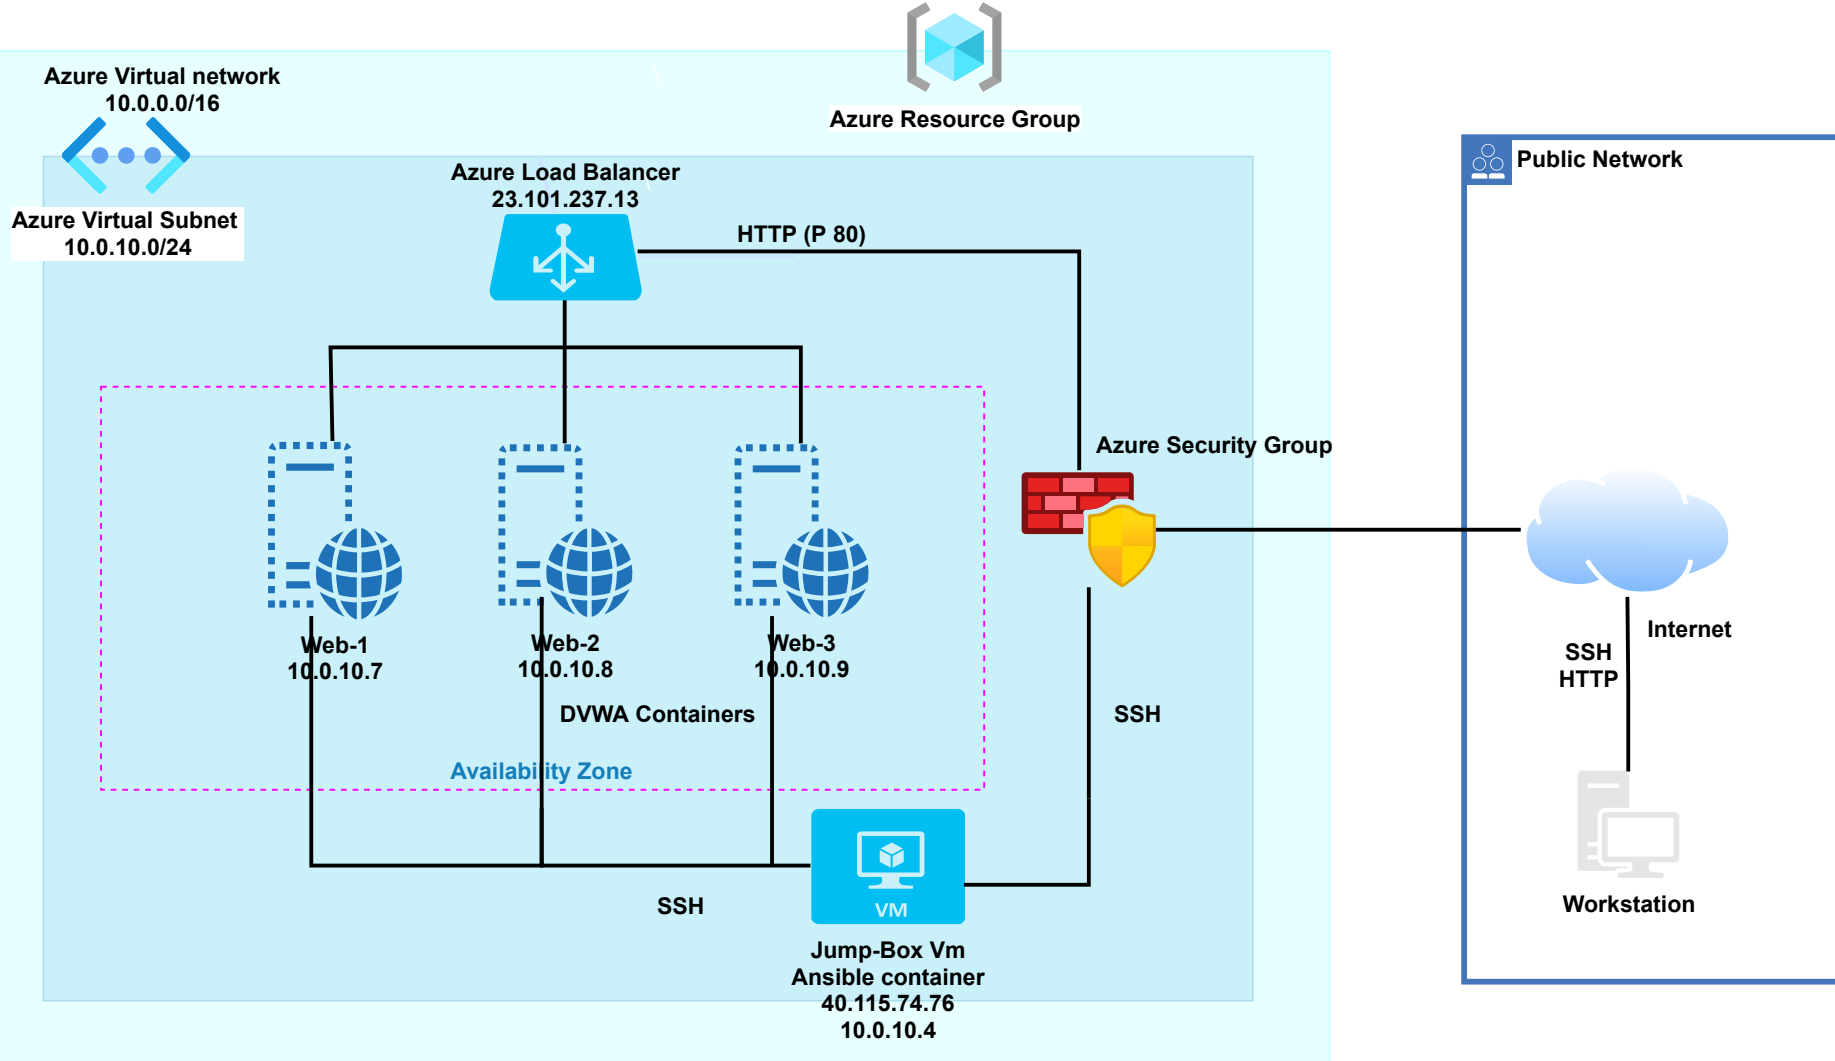 Azure Virtual network
10.0.0.0/16
Azure Resource Group
Azure Virtual Subnet
10.0.10.0/24
Azure Load Balancer
23.101.237.13
HTTP (P 80)
Public Network
Azure Security Group
Web-1
10.0.10.7
Web-2
10.0.10.8
Web-3
10.0.10.9
DVWA Containers
Availability Zone
SSH
Internet
SSH
HTTP
Workstation
SSH
VM
Jump-Box Vm
Ansible container
40.115.74.76
10.0.10.4